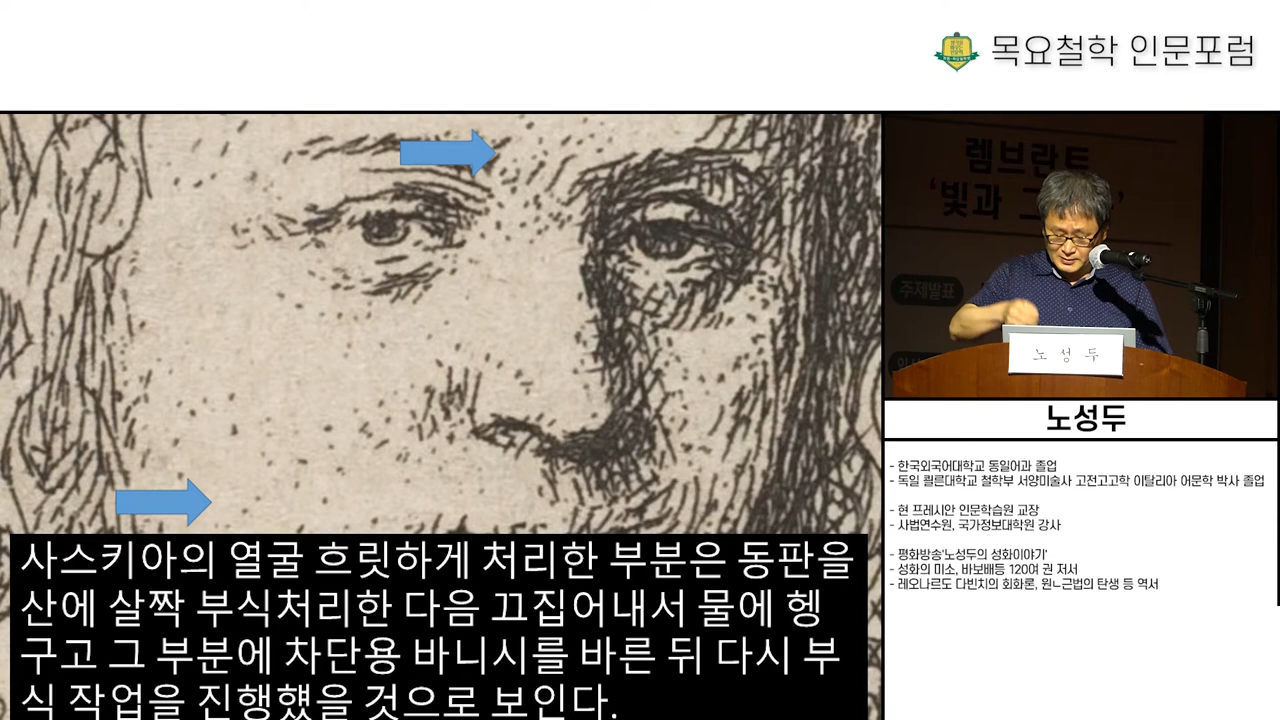 목요철학 인문포럼
렘브란트
'빛과 그
주제발표
노 성 두
노성두
- 한국외국어대학교 동일어과 졸업
- 독일 쾰른대학교 철학부 서양미술사 고전고고학 이탈리아 어문학 박사 졸업
- 현 프레시안 인문학습원 교장
- 사법연수원, 국가정보대학원 강사
- 평화방송'노성두의 성화이야기'
- 성화의 미소, 바보배등 120여 권 저서
- 레오나르도 다빈치의 회화론, 원ㄴ근법의 탄생 등 역서
사스키아의 열굴 흐릿하게 처리한 부분은 동판을
산에 살짝 부식처리한 다음 끄집어내서 물에 헹
구고 그 부분에 차단용 바니시를 바른 뒤 다시 부
식 작업을 진행했을 것으로 보인다.